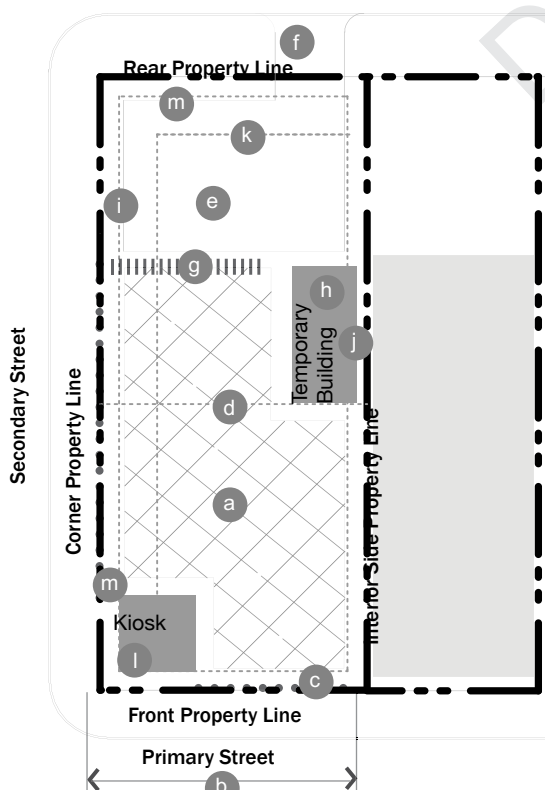 f
Rear Property Line
m
k
i
e
g
h
Temporary
Building
j
Secondary Street
Corner Property Line
d
Interior Side Property Line
a
m
Kiosk
l
c
Front Property Line
Primary Street
b